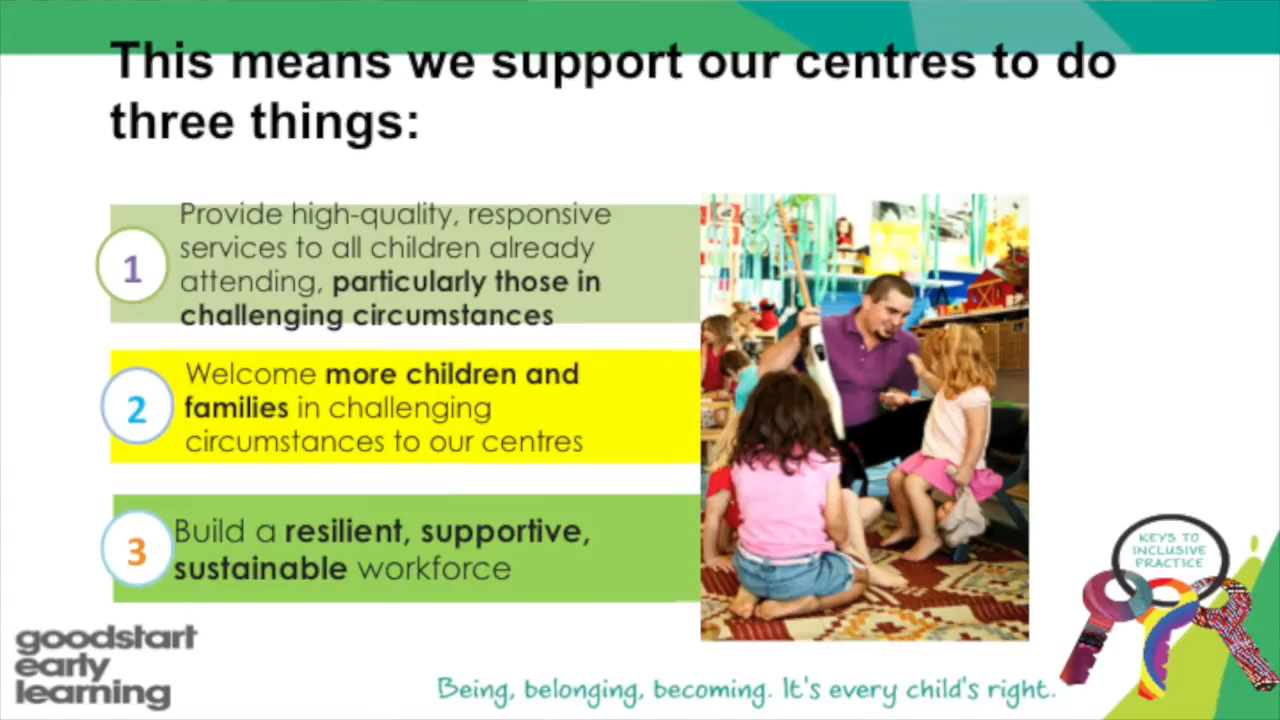 This means we support our centres to do
three things:
1
Provide high-quality, responsive
services to all children already
attending, particularly those in
challenging circumstances
2
Welcome more children and
families in challenging
circumstances to our centres
3
Build a resilient, supportive,
sustainable workforce
KEYS TO
INCLUSIVE
PRACTICE
goodstart
early
learning
Being, belonging, becoming. It's every child's right.